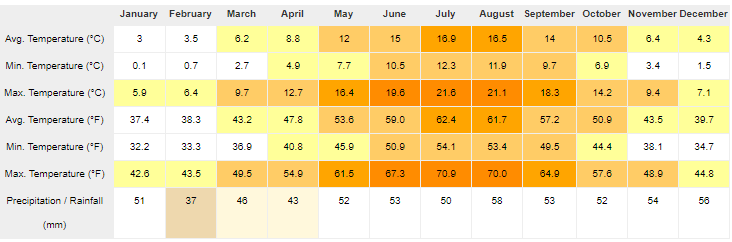 January February March April May June July August September October November December
Avg. Temperature (°C) 3 3.5 6.2 8.8 12 15 16.9 16.5 14 10.5 6.4 4.3
Min. Temperature (°C) 0.1 0.7 2.7 4.9 7.7 10.5 12.3 11.9 9.7 6.9 3.4 1.5
Max. Temperature (°C) 5.9 6.4 9.7 12.7 16.4 19.6 21.6 21.1 18.3 14.2 9.4 7.1
Avg. Temperature (°F) 37.4 38.3 43.2 47.8 53.6 59.0 62.4 61.7 57.2 50.9 43.5 39.7
Min. Temperature (°F) 32.2 33.3 36.9 40.8 45.9 50.9 54.1 53.4 49.5 44.4 38.1 34.7
Max. Temperature (°F) 42.6 43.5 49.5 54.9 61.5 67.3 70.9 70.0 64.9 57.6 48.9 44.8
Precipitation / Rainfall 51 37 46 43 52 53 50 58 53 52 54 56
(mm)